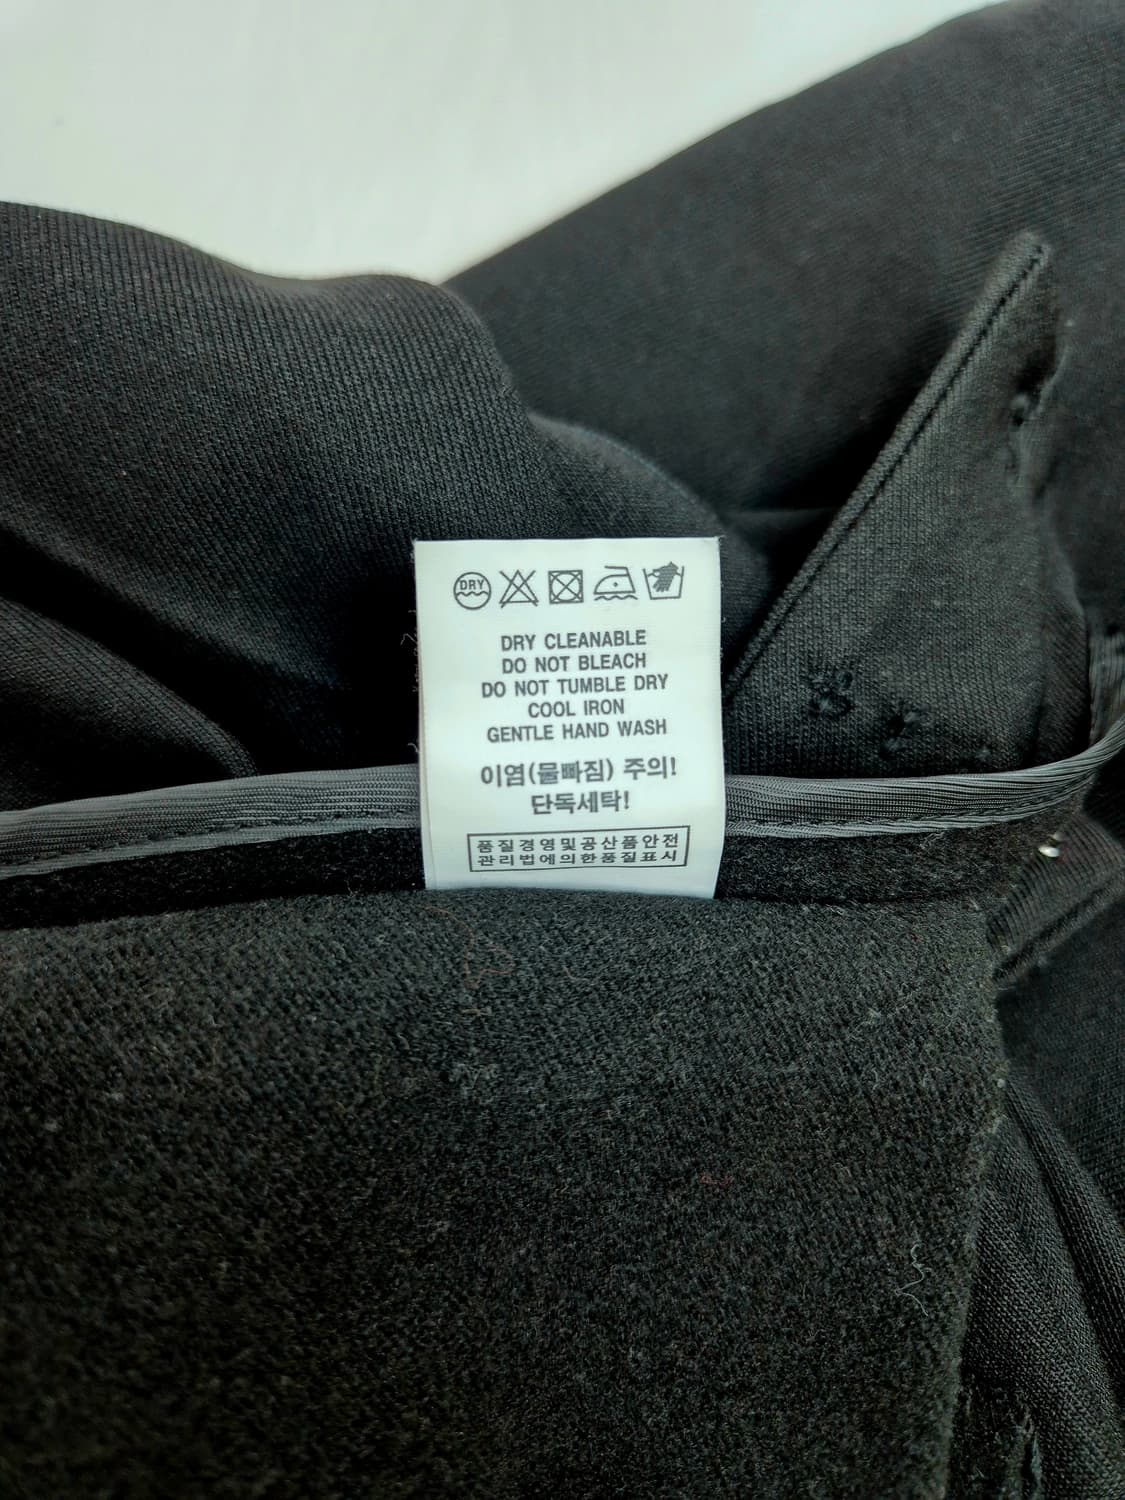 DRY
DRY CLEANABLE
DO NOT BLEACH
DO NOT TUMBLE DRY
COOL IRON
GENTLE HAND WASH
이염(물빠짐) 주의!
단독세탁!
품질경영및공산품안전
관리법에의한품질표시